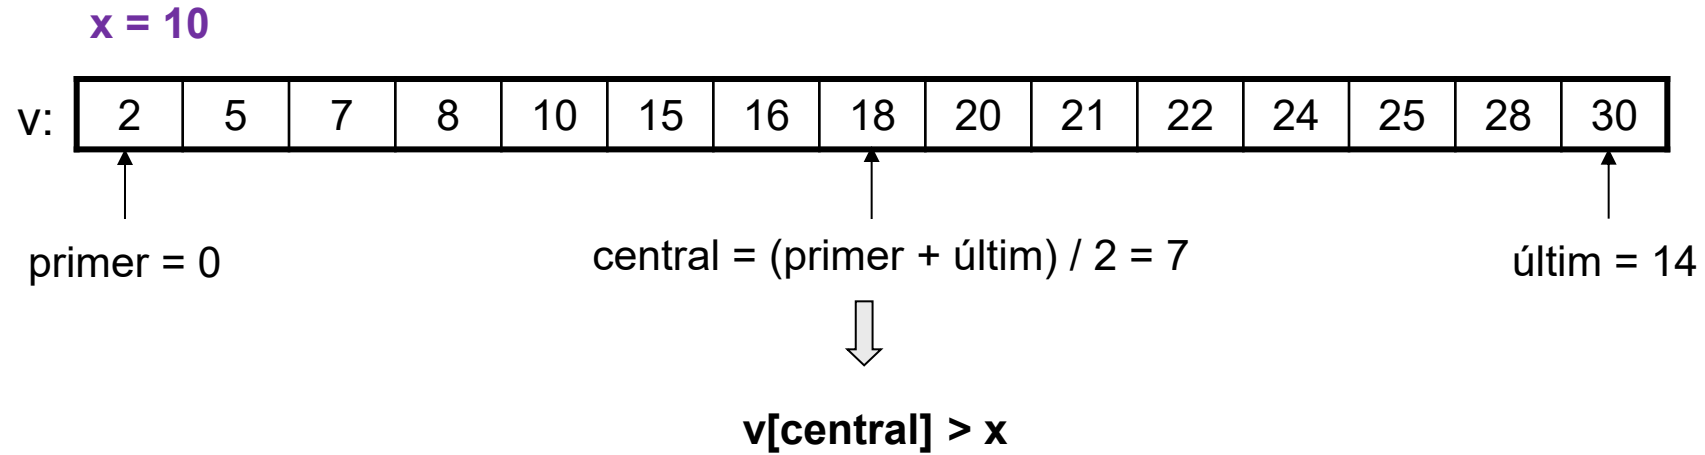 x = 10
v: 2 5 7 8 10 15 16 18 20 21 22 24 25 28 30
primer = 0 central = (primer + últim) / 2 = 7 últim = 14
v[central] > x